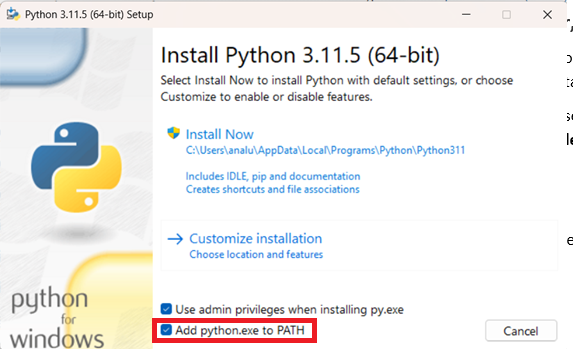 Python 3.11.5 (64-bit) Setup
Install Python 3.11.5 (64-bit)
Select Install Now to install Python with default settings, or choose
Customize to enable or disable features.
Install Now
C:\Users\analu\AppData\Local\Programs\Python\Python311
Includes IDLE, pip and documentation
Creates shortcuts and file associations
Customize installation
Choose location and features
Use admin privileges when installing py.exe
Add python.exe to PATH
Cancel
python
for
windows